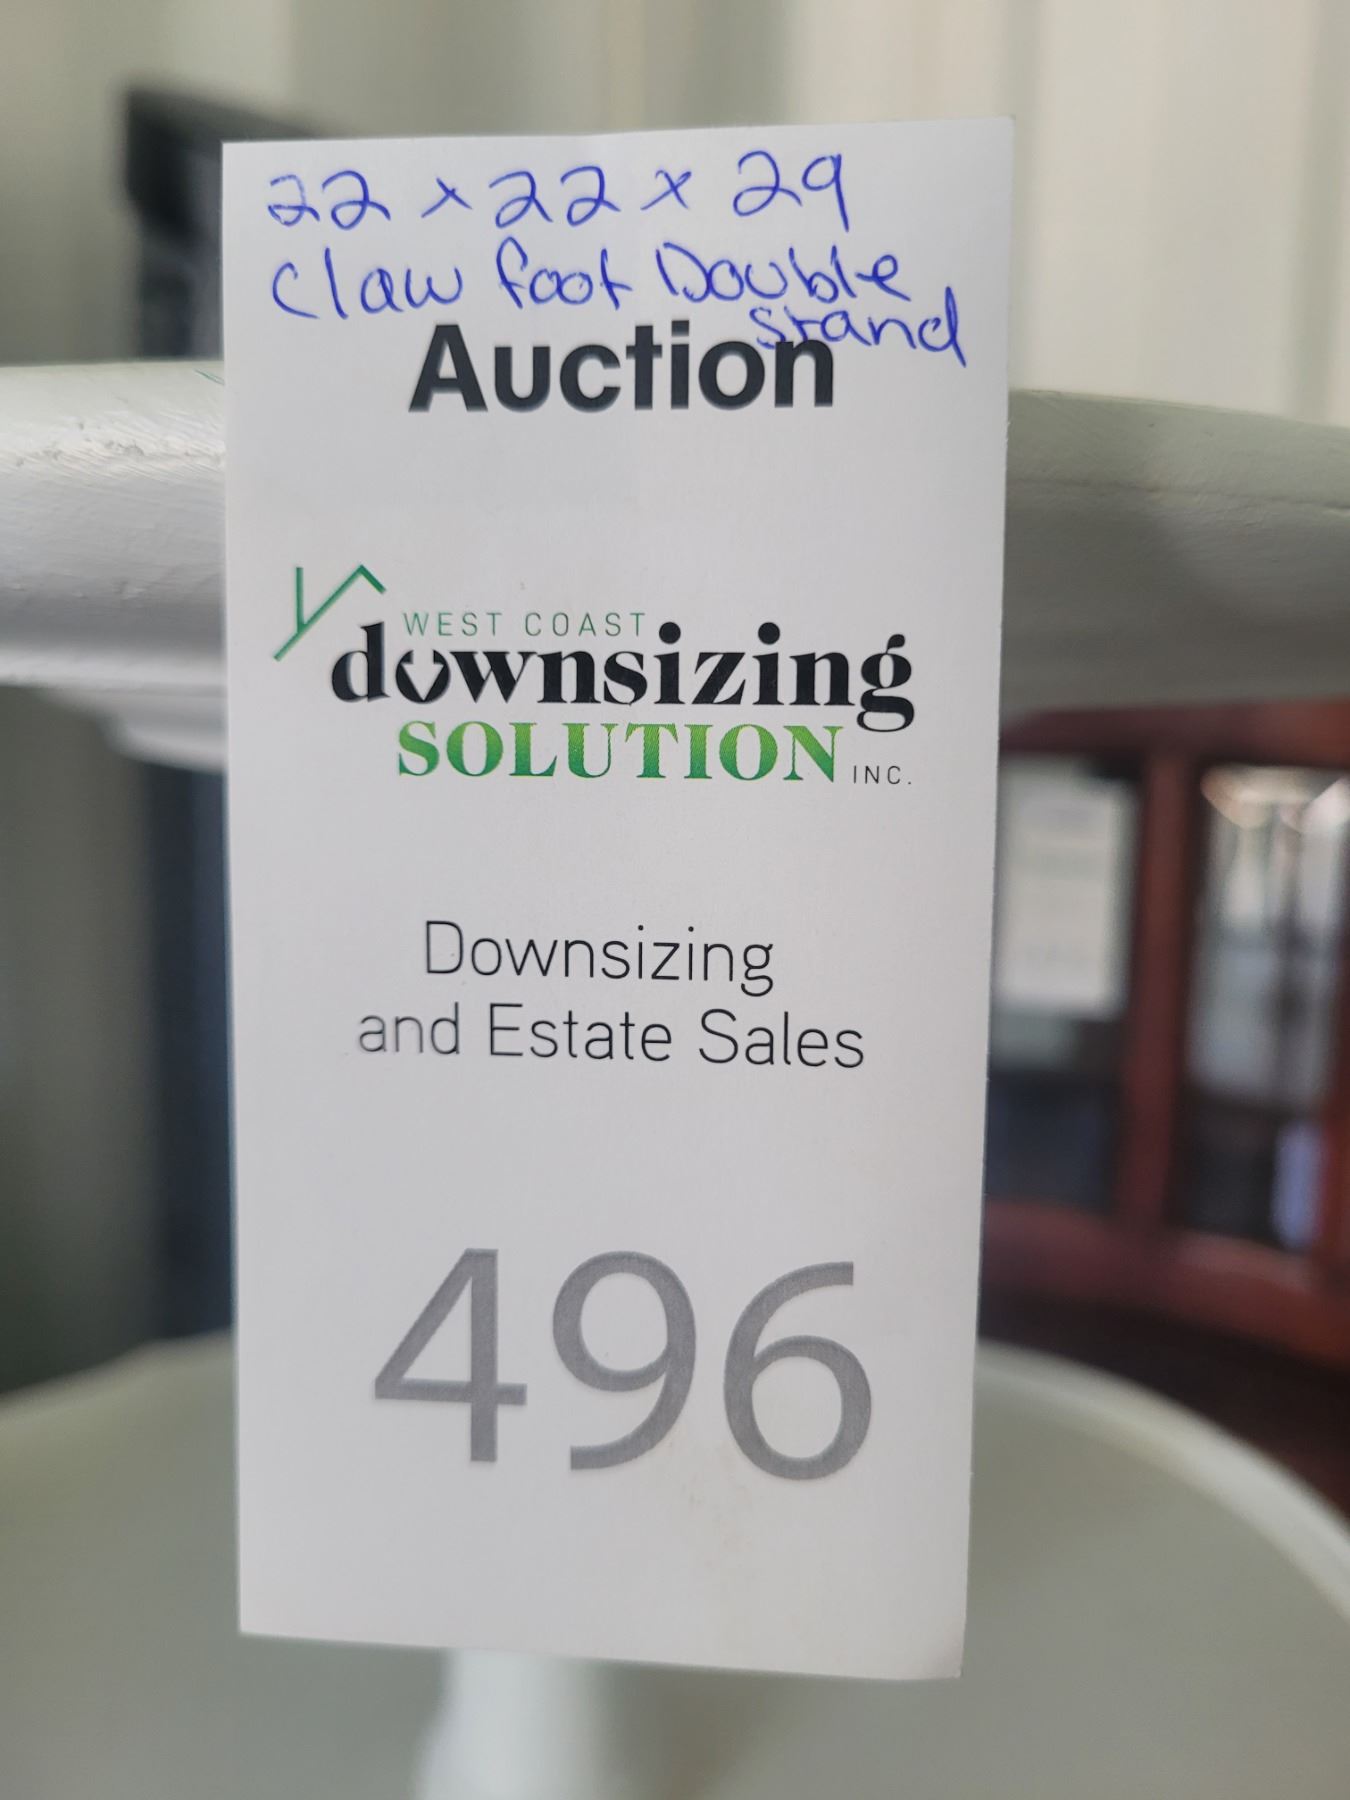 22 x 22 x 29
Claw foot Double
stand
Auction
WEST COAST
downsizing
SOLUTION INC.
Downsizing
and Estate Sales
496